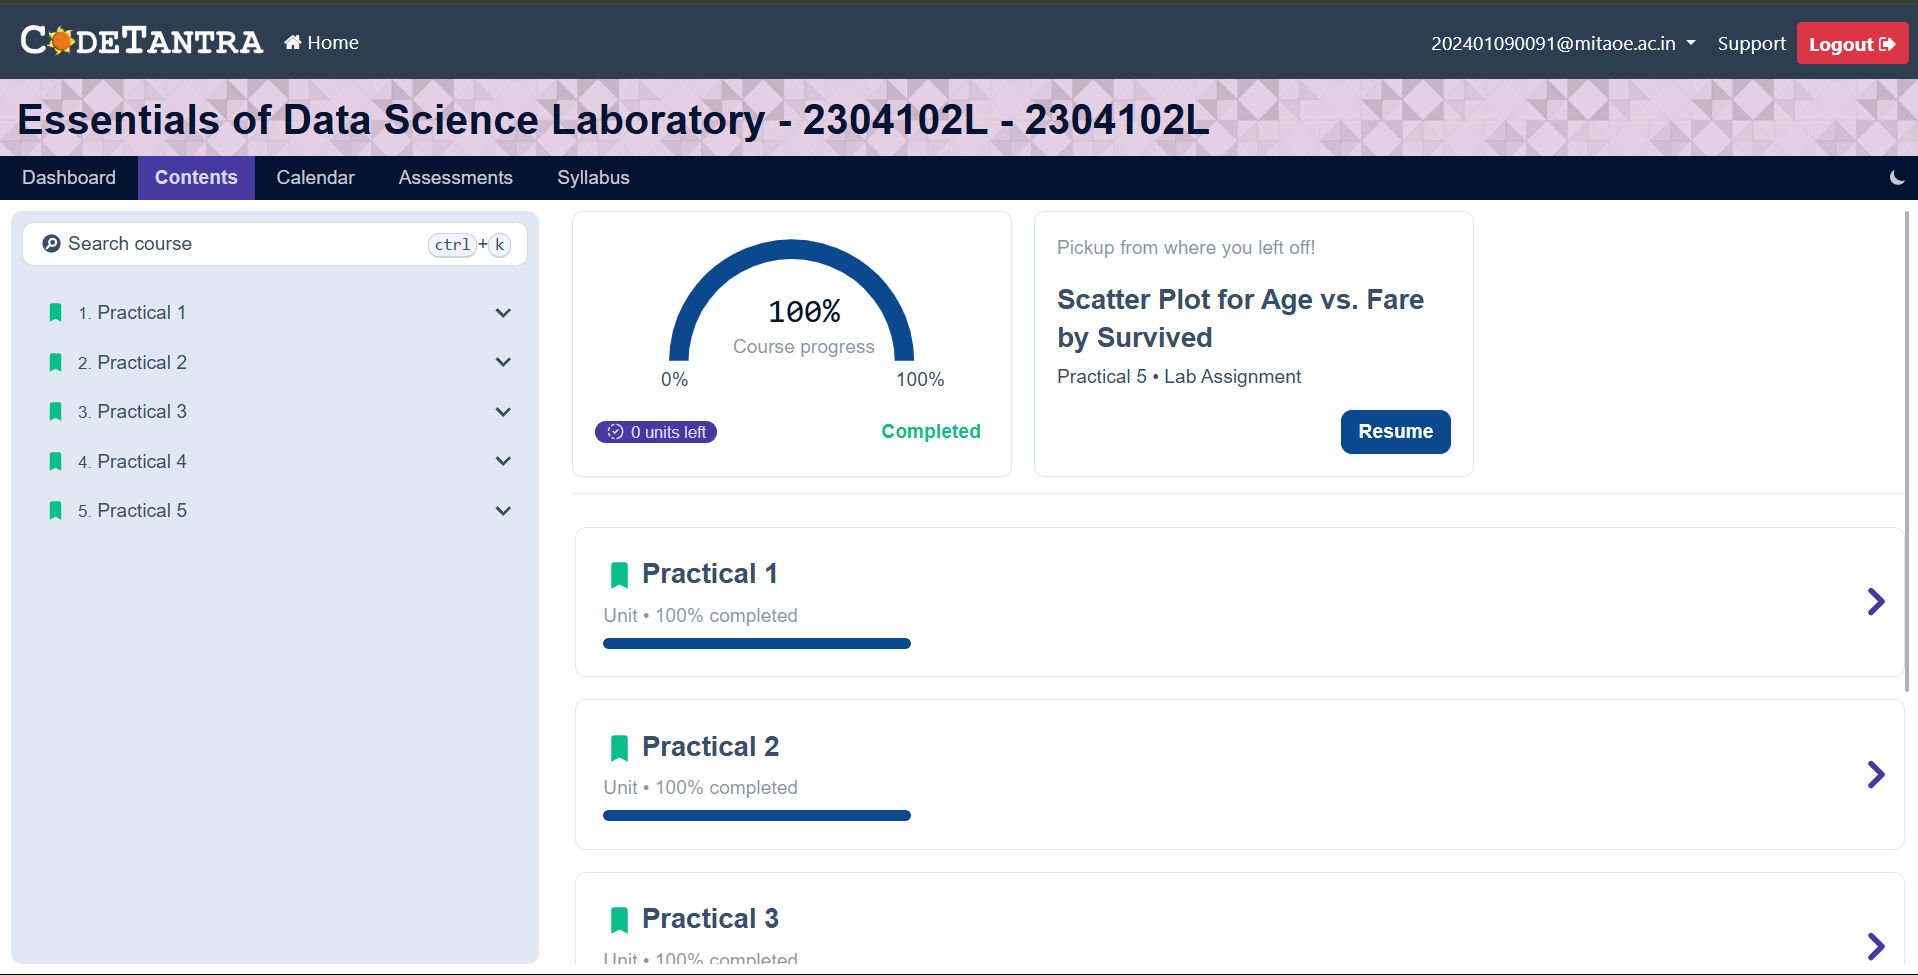 CODETANTRA
Home
202401090091@mitaoe.ac.in
Support
Logout
Essentials of Data Science Laboratory - 2304102L - 2304102L
Dashboard
Contents
Calendar
Assessments
Syllabus
Search course
ctrl+k
1. Practical 1
2. Practical 2
3. Practical 3
4. Practical 4
5. Practical 5
100%
Course progress
0%
100%
0 units left
Completed
Pickup from where you left off!
Scatter Plot for Age vs. Fare
by Survived
Practical 5 • Lab Assignment
Resume
Practical 1
Unit • 100% completed
Practical 2
Unit • 100% completed
Practical 3
Unit • 100% completed